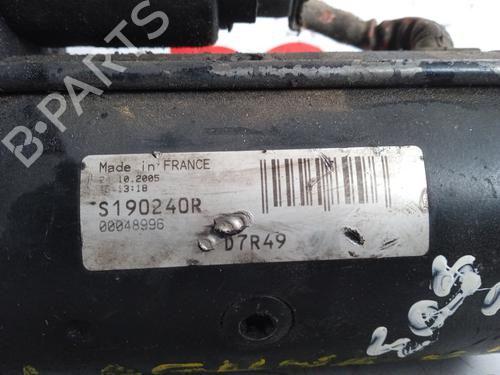 B-PARTS
Made in FRANCE
.10.2005
13:18
S190240R
00048996
D7R49